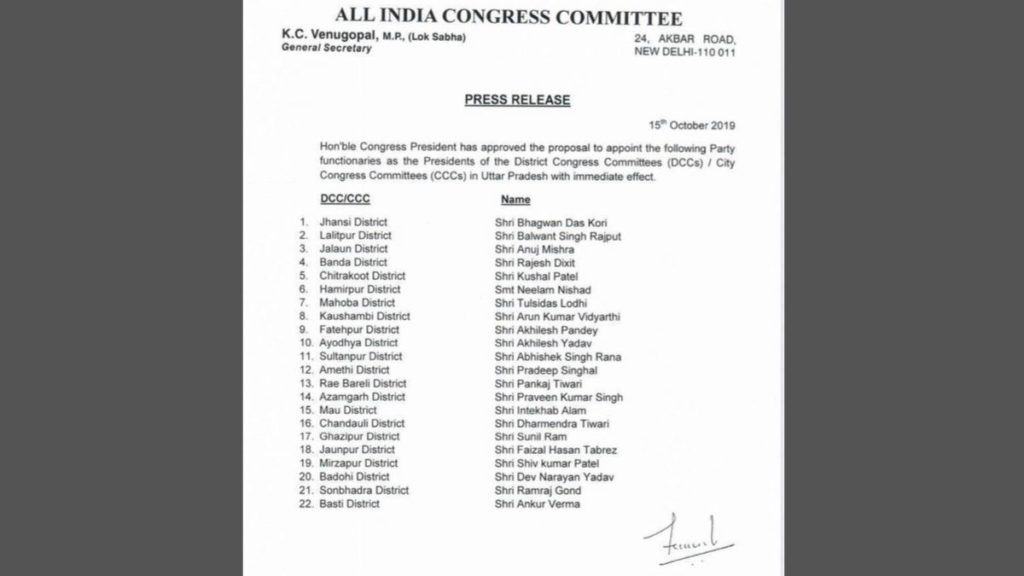 ALL INDIA CONGRESS COMMITTEE
K.C. Venugopal, M.P., (Lok Sabha)
General Secretary
24, AKBAR ROAD,
NEW DELHI-110 011
PRESS RELEASE
15th October 2019
Hon'ble Congress President has approved the proposal to appoint the following Party
functionaries as the Presidents of the District Congress Committees (DCCs) / City
Congress Committees (CCCs) in Uttar Pradesh with immediate effect.
DCC/CCC Name
1. Jhansi District Shri Bhagwan Das Kori
2. Lalitpur District Shri Balwant Singh Rajput
3. Jalaun District Shri Anuj Mishra
4. Banda District Shri Rajesh Dixit
5. Chitrakoot District Shri Kushal Patel
6. Hamirpur District Smt Neelam Nishad
7. Mahoba District Shri Tulsidas Lodhi
8. Kaushambi District Shri Arun Kumar Vidyarthi
9. Fatehpur District Shri Akhilesh Pandey
10. Ayodhya District Shri Akhilesh Yadav
11. Sultanpur District Shri Abhishek Singh Rana
12. Amethi District Shri Pradeep Singhal
13. Rae Bareli District Shri Pankaj Tiwari
14. Azamgarh District Shri Praveen Kumar Singh
15. Mau District Shri Intekhab Alam
16. Chandauli District Shri Dharmendra Tiwari
17. Ghazipur District Shri Sunil Ram
18. Jaunpur District Shri Faizal Hasan Tabrez
19. Mirzapur District Shri Shiv kumar Patel
20. Badohi District Shri Dev Narayan Yadav
21. Sonbhadra District Shri Ramraj Gond
22. Basti District Shri Ankur Verma